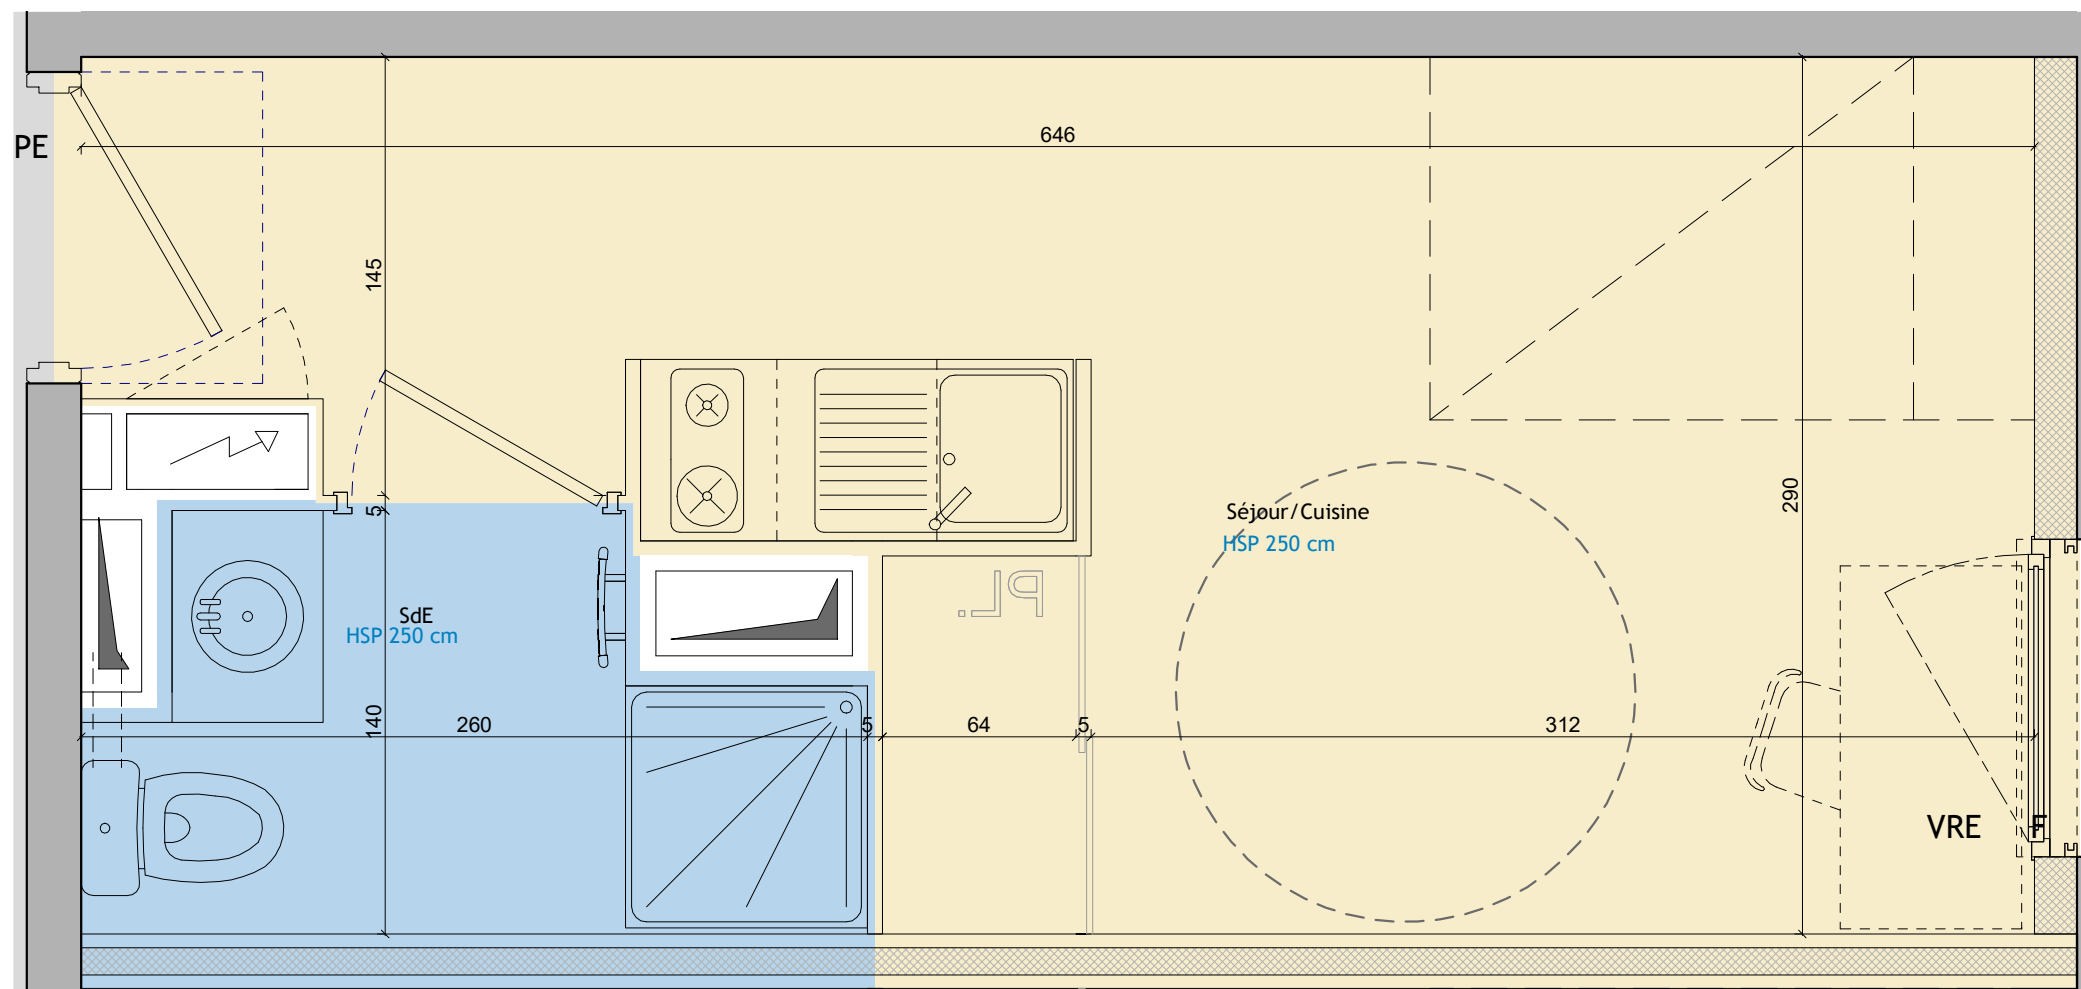 646
PE
145
290
5
Séjour/Cuisine
HSP 250 cm
PL.
SdE
HSP 250 cm
140
260
5
64
5
312
VRE
F